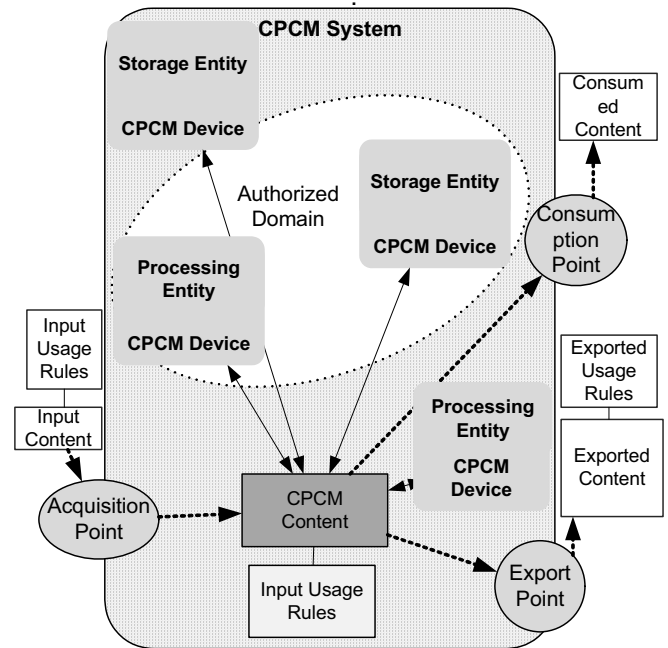 CPCM System
Storage Entity
CPCM Device
Consum
ed
Content
Authorized
Domain
Storage Entity
CPCM Device
Consum
ption
Point
Processing
Entity
CPCM Device
Input
Usage
Rules
Input
Content
Exported
Usage
Rules
Exported
Content
Processing
Entity
CPCM
Device
Acquisition
Point
CPCM
Content
Input Usage
Rules
Export
Point